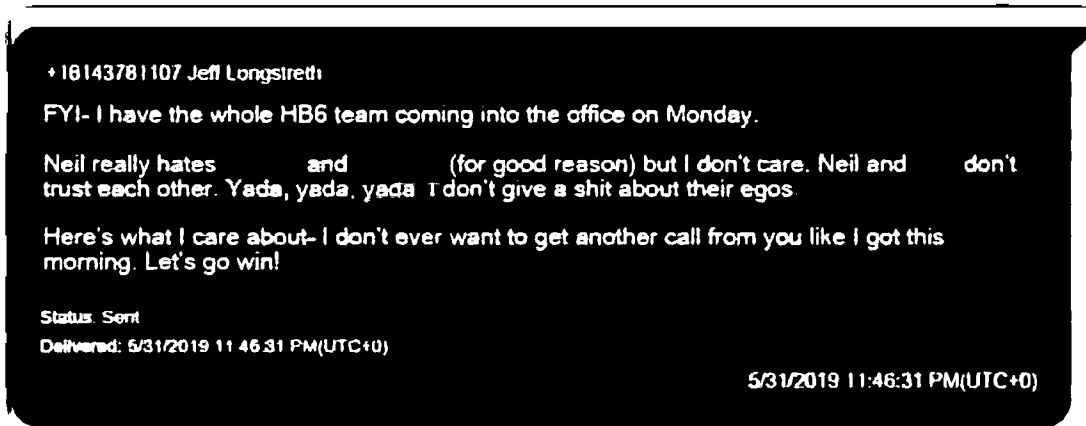 +16143781107 Jeff Longstreth
FYI- I have the whole HB6 team coming into the office on Monday.
Neil really hates and (for good reason) but I don't care. Neil and don't
trust each other. Yada, yada, yada I don't give a shit about their egos.
Here's what I care about- I don't ever want to get another call from you like I got this
morning. Let's go win!
Status: Sent
Delivered: 5/31/2019 11:46:31 PM(UTC+0)
5/31/2019 11:46:31 PM(UTC+0)